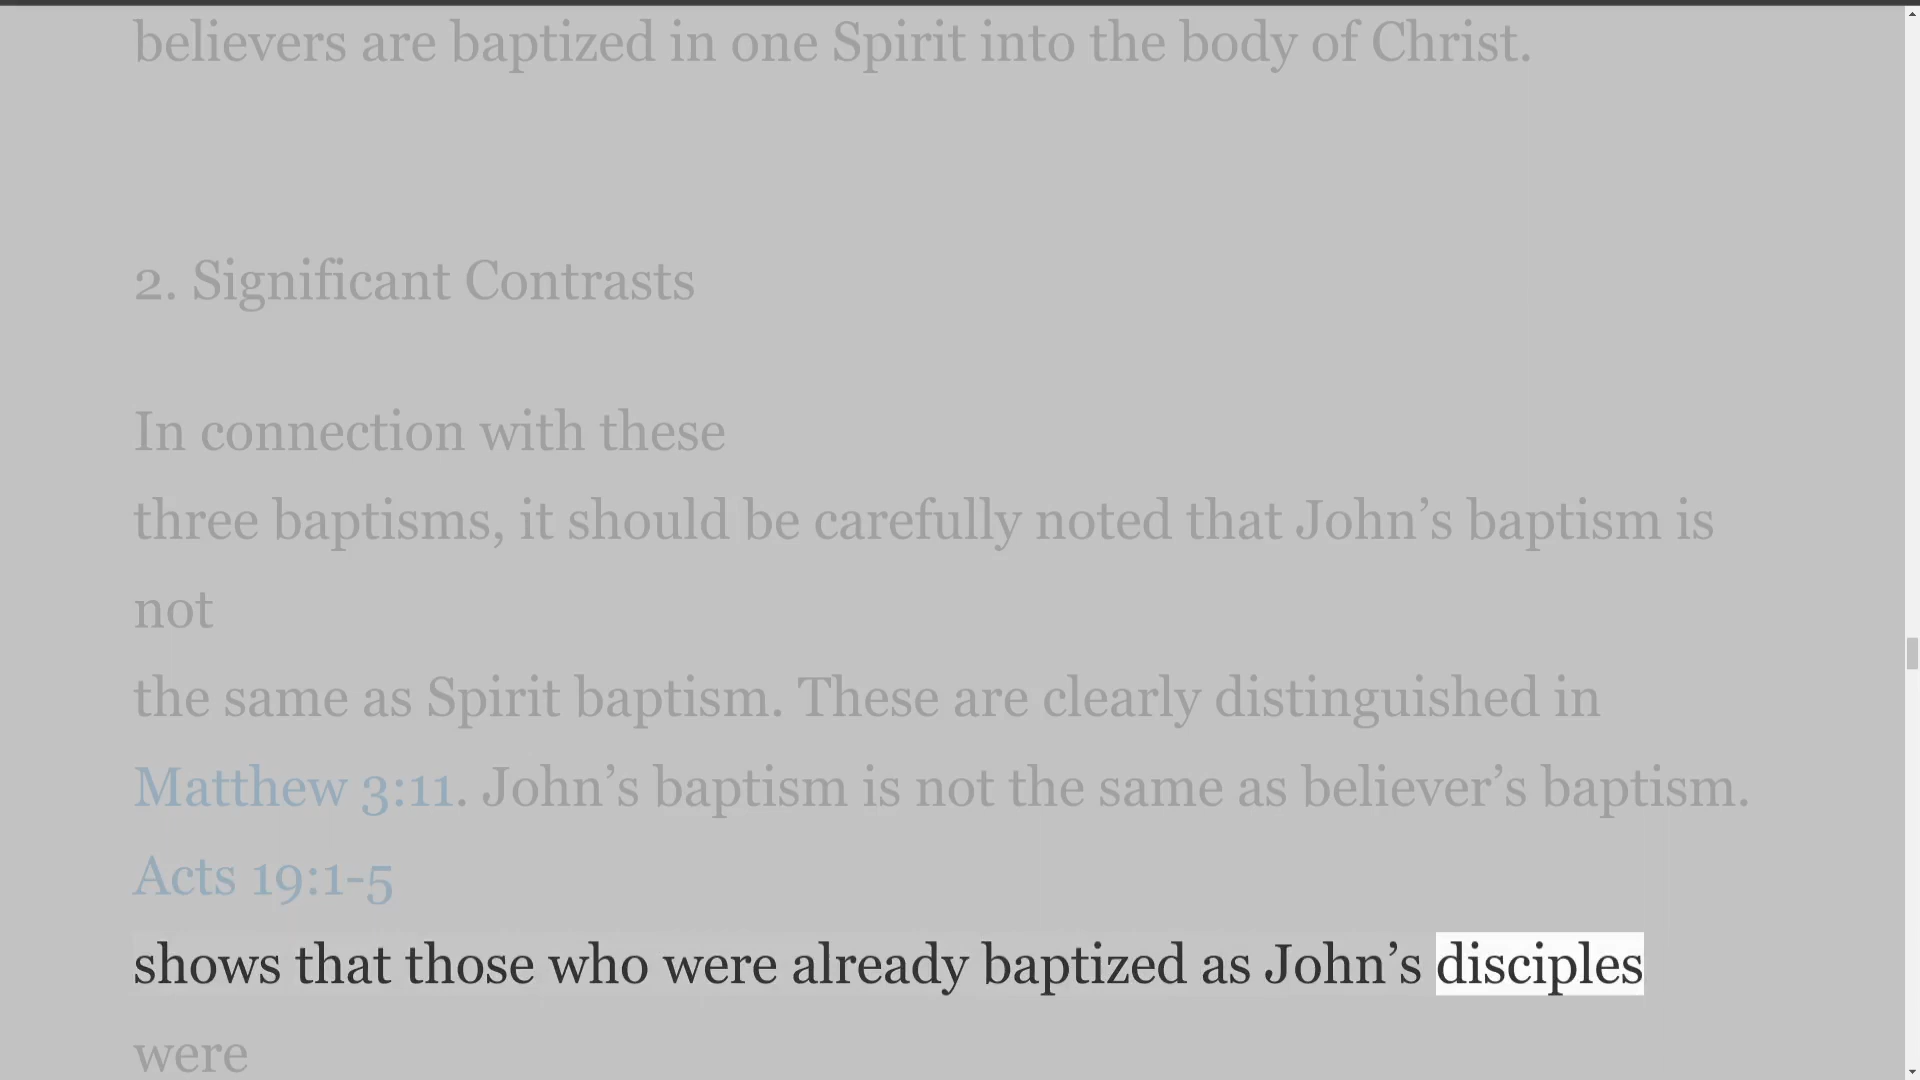 believers are baptized in one Spirit into the body of Christ.
2. Significant Contrasts
In connection with these
three baptisms, it should be carefully noted that John’s baptism is
not
the same as Spirit baptism. These are clearly distinguished in
Matthew 3:11. John’s baptism is not the same as believer’s baptism.
Acts 19:1-5
shows that those who were already baptized as John’s disciples
were